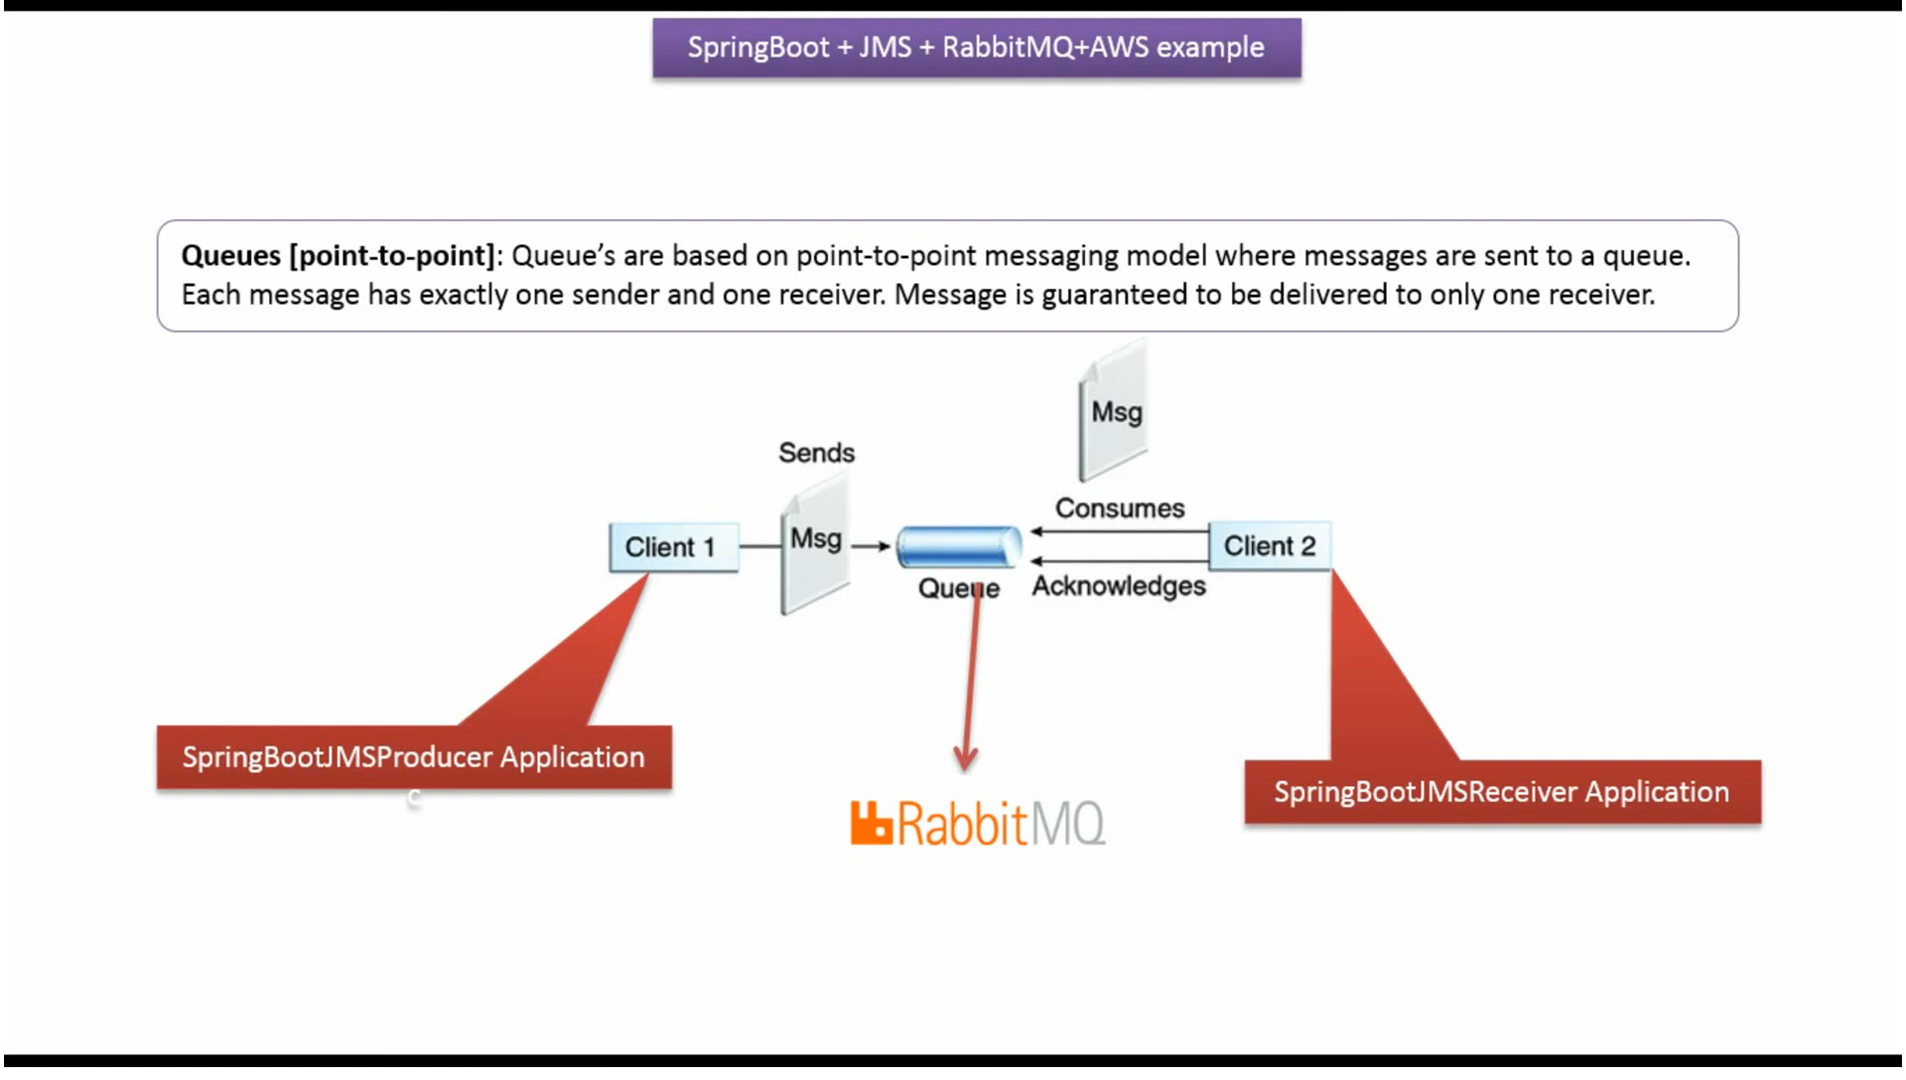 SpringBoot + JMS + RabbitMQ+AWS example
Queues [point-to-point]: Queue’s are based on point-to-point messaging model where messages are sent to a queue.
Each message has exactly one sender and one receiver. Message is guaranteed to be delivered to only one receiver.
Msg
Sends
Consumes
Client 1
Msg
Client 2
Queue
Acknowledges
SpringBootJMSProducer Application
c
SpringBootJMSReceiver Application
RabbitMQ